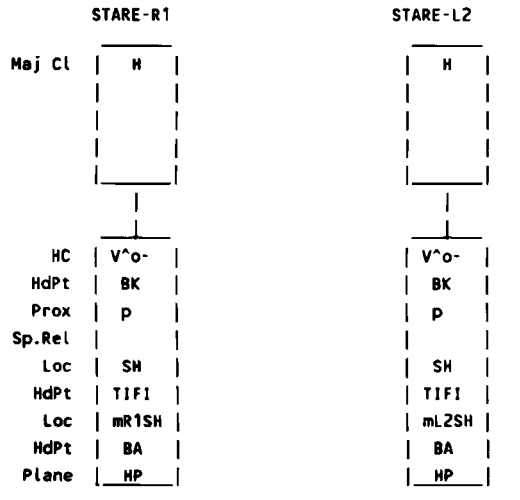 STARE-R1 STARE-L2
Maj Cl H H
HC V^o- V^o-
HdPt BK BK
Prox p p
Sp.Rel
Loc SH SH
HdPt TIFI TIFI
Loc mR1SH mL2SH
HdPt BA BA
Plane HP HP